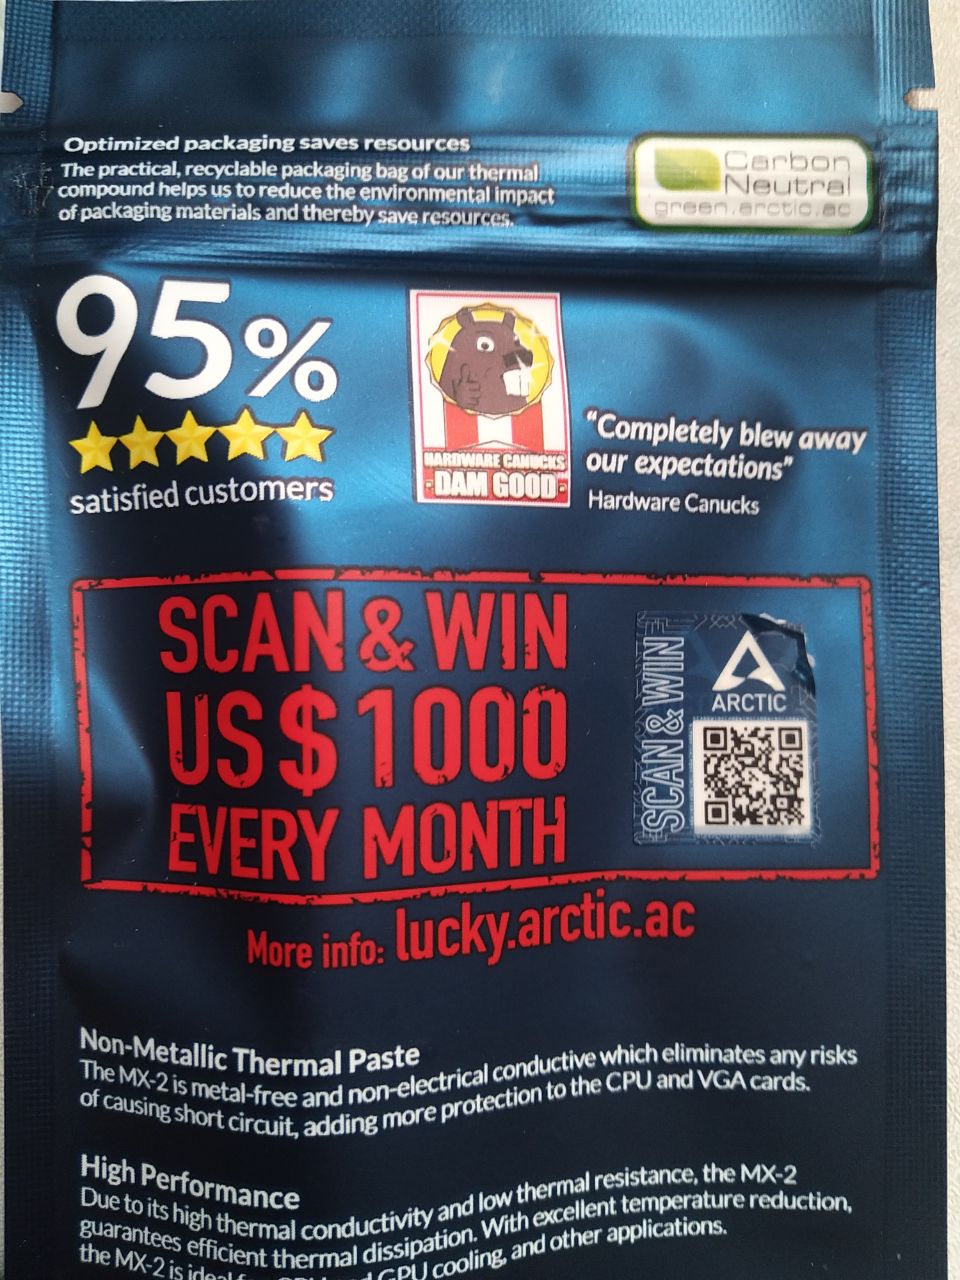 Optimized packaging saves resources
The practical, recyclable packaging bag of our thermal
compound helps us to reduce the environmental impact
of packaging materials and thereby save resources.
Carbon
Neutral
green.arctic.ac
95%
satisfied customers
HARDWARE CANUCKS
DAM GOOD
"Completely blew away
our expectations"
Hardware Canucks
SCAN & WIN
US$ 1000
EVERY MONTH
SCAN & WIN
ARCTIC
More info: lucky.arctic.ac
Non-Metallic Thermal Paste
The MX-2 is metal-free and non-electrical conductive which eliminates any risks
of causing short circuit, adding more protection to the CPU and VGA cards.
High Performance
Due to its high thermal conductivity and low thermal resistance, the MX-2
guarantees efficient thermal dissipation. With excellent temperature reduction,
the MX-2 is GPU cooling, and other applications.